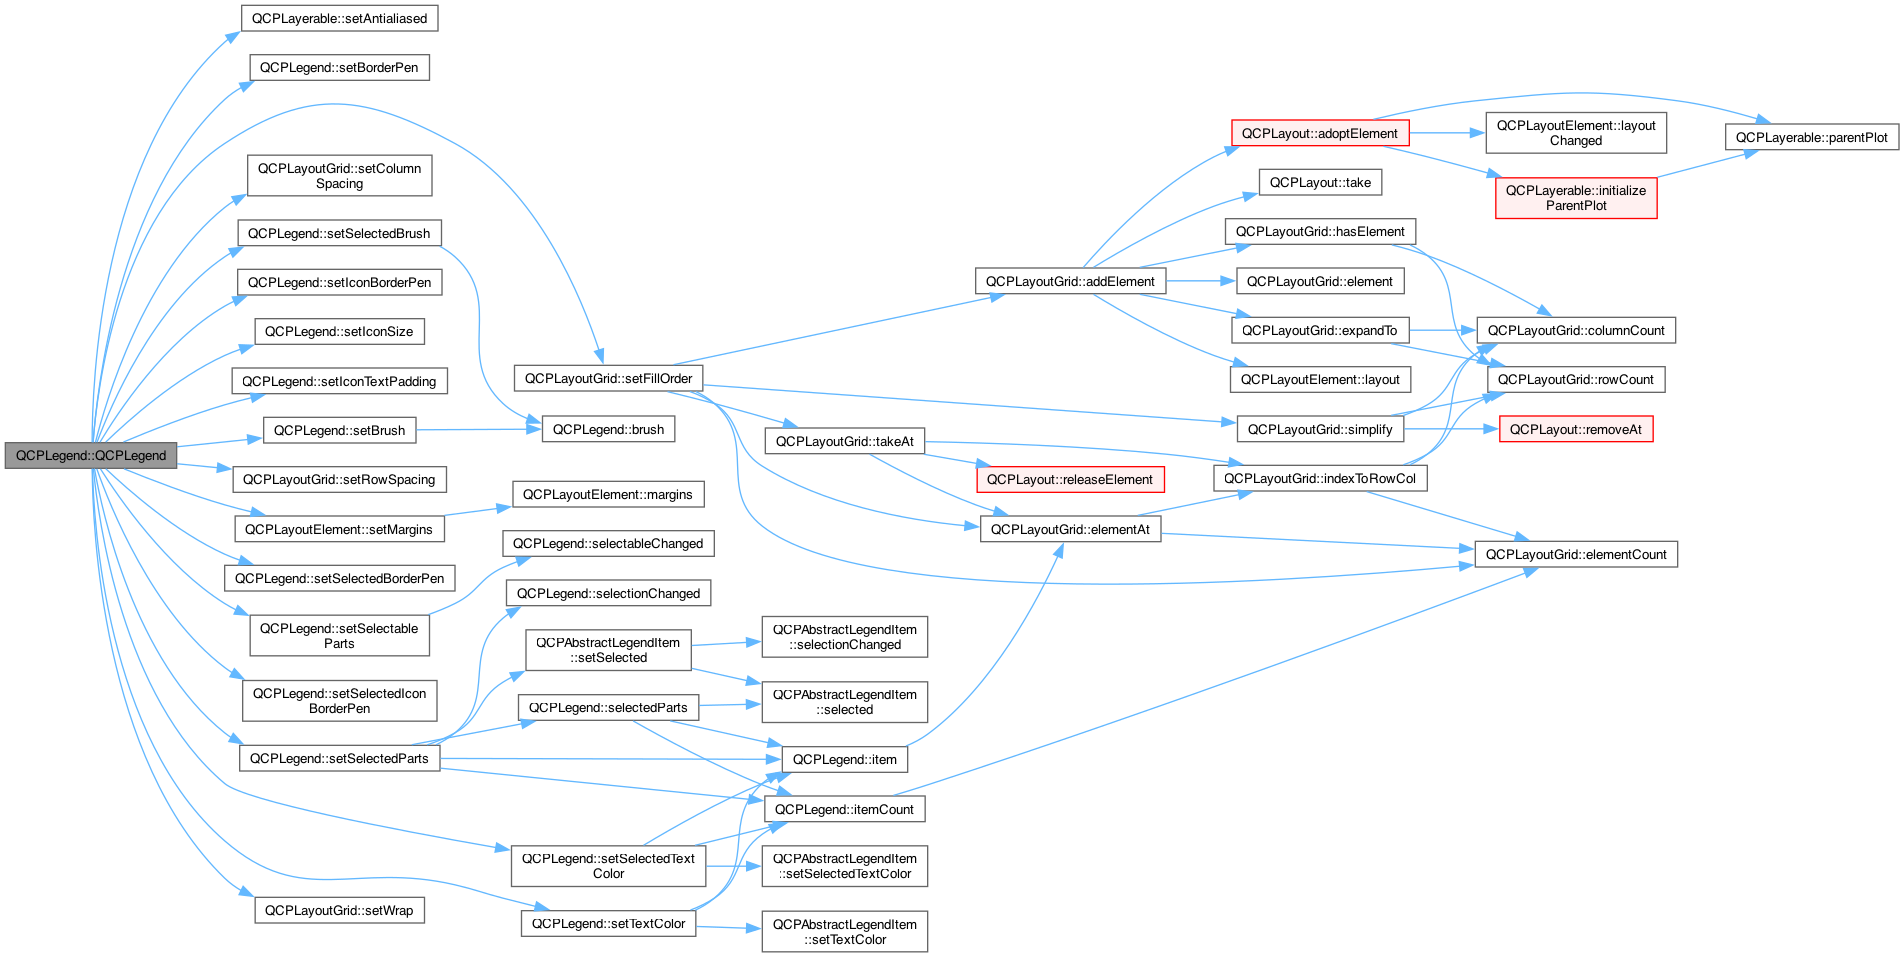 QCPLegend::QCPLegend
QCPLayerable::setAntialiased
QCPLegend::setBorderPen
QCPLayoutGrid::setColumn
Spacing
QCPLegend::setSelectedBrush
QCPLegend::setIconBorderPen
QCPLegend::setIconSize
QCPLegend::setIconTextPadding
QCPLegend::setBrush
QCPLayoutGrid::setRowSpacing
QCPLayoutElement::setMargins
QCPLegend::setSelectedBorderPen
QCPLegend::setSelectable
Parts
QCPLegend::setSelectedIcon
BorderPen
QCPLegend::setSelectedParts
QCPLayoutGrid::setWrap
QCPLayoutGrid::setFillOrder
QCPLegend::brush
QCPLayoutElement::margins
QCPLegend::selectableChanged
QCPLegend::selectionChanged
QCPAbstractLegendItem
::setSelected
QCPLegend::selectedParts
QCPLegend::setSelectedText
Color
QCPLegend::setTextColor
QCPLayoutGrid::takeAt
QCPAbstractLegendItem
::selectionChanged
QCPAbstractLegendItem
::selected
QCPLegend::item
QCPLegend::itemCount
QCPAbstractLegendItem
::setSelectedTextColor
QCPAbstractLegendItem
::setTextColor
QCPLayoutGrid::addElement
QCPLayout::releaseElement
QCPLayoutGrid::elementAt
QCPLayout::adoptElement
QCPLayout::take
QCPLayoutGrid::hasElement
QCPLayoutGrid::element
QCPLayoutGrid::expandTo
QCPLayoutElement::layout
QCPLayoutGrid::simplify
QCPLayoutGrid::indexToRowCol
QCPLayoutElement::layout
Changed
QCPLayerable::initialize
ParentPlot
QCPLayoutGrid::columnCount
QCPLayoutGrid::rowCount
QCPLayout::removeAt
QCPLayoutGrid::elementCount
QCPLayerable::parentPlot